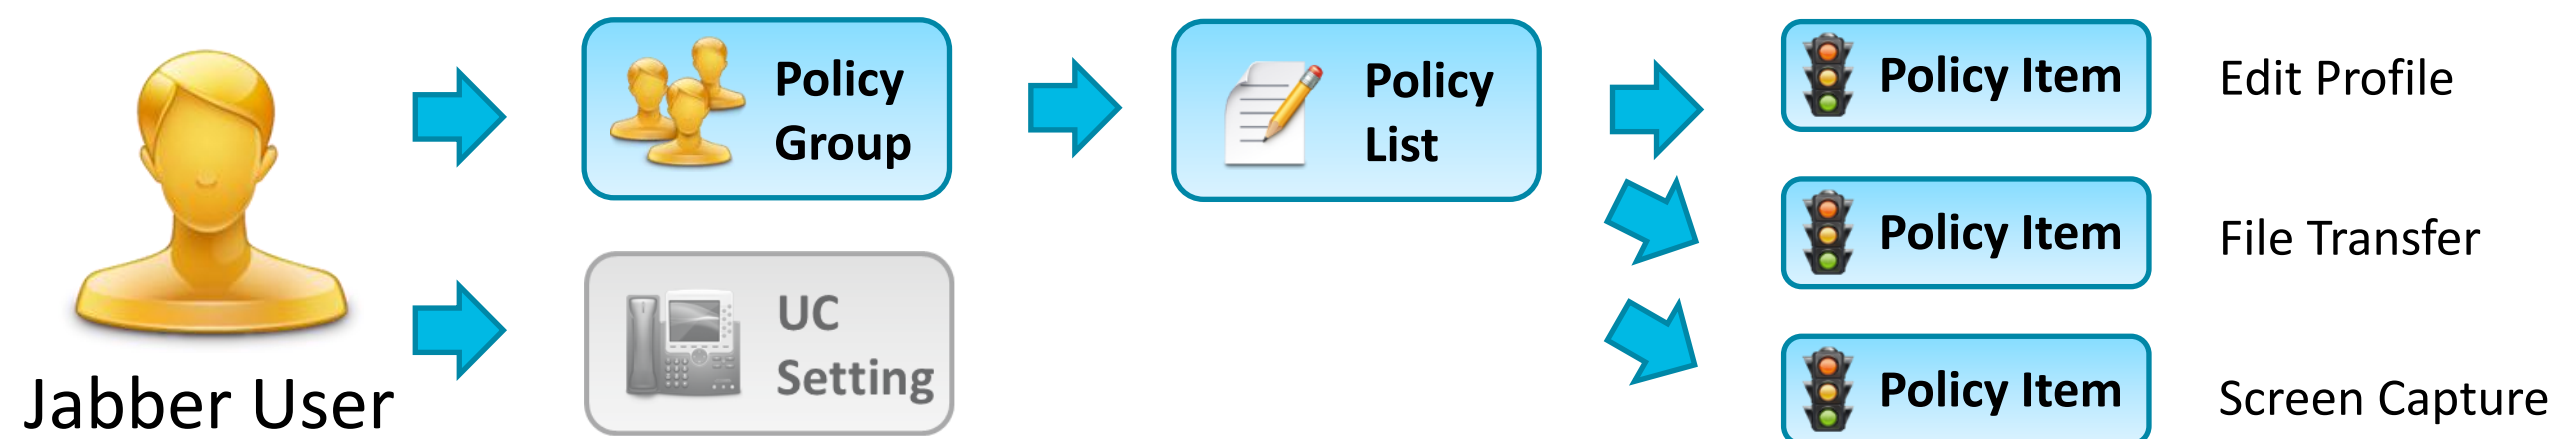 Jabber User
Policy
Group
UC
Setting
Policy
List
Policy Item
Edit Profile
Policy Item
File Transfer
Policy Item
Screen Capture